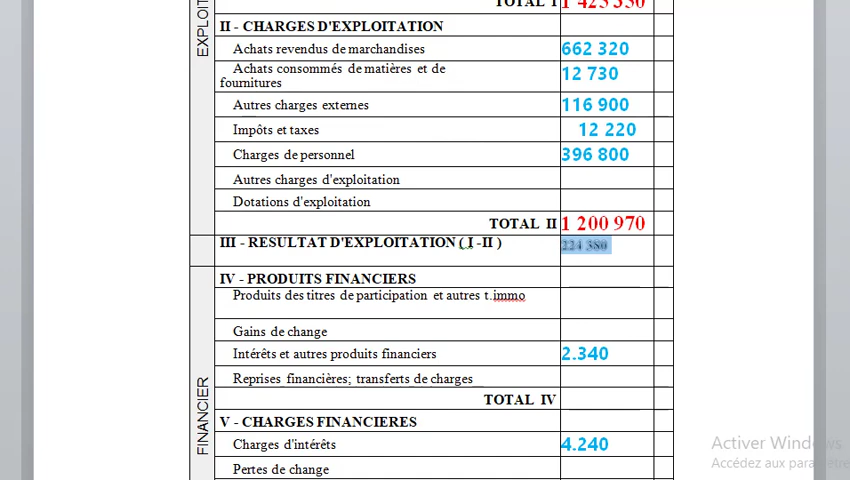 TOTAL I 1 425 350
EXPLOIT
II - CHARGES D'EXPLOITATION
Achats revendus de marchandises 662 320
Achats consommés de matières et de
fournitures 12 730
Autres charges externes 116 900
Impôts et taxes 12 220
Charges de personnel 396 800
Autres charges d'exploitation
Dotations d'exploitation
TOTAL II 1 200 970
III - RESULTAT D'EXPLOITATION ( I -II ) 224 380
FINANCIER
IV - PRODUITS FINANCIERS
Produits des titres de participation et autres t.immo
Gains de change
Intérêts et autres produits financiers 2.340
Reprises financières; transferts de charges
TOTAL IV
V - CHARGES FINANCIERES
Charges d'intérêts 4.240
Pertes de change
Activer Windows
Accédez aux paramètre